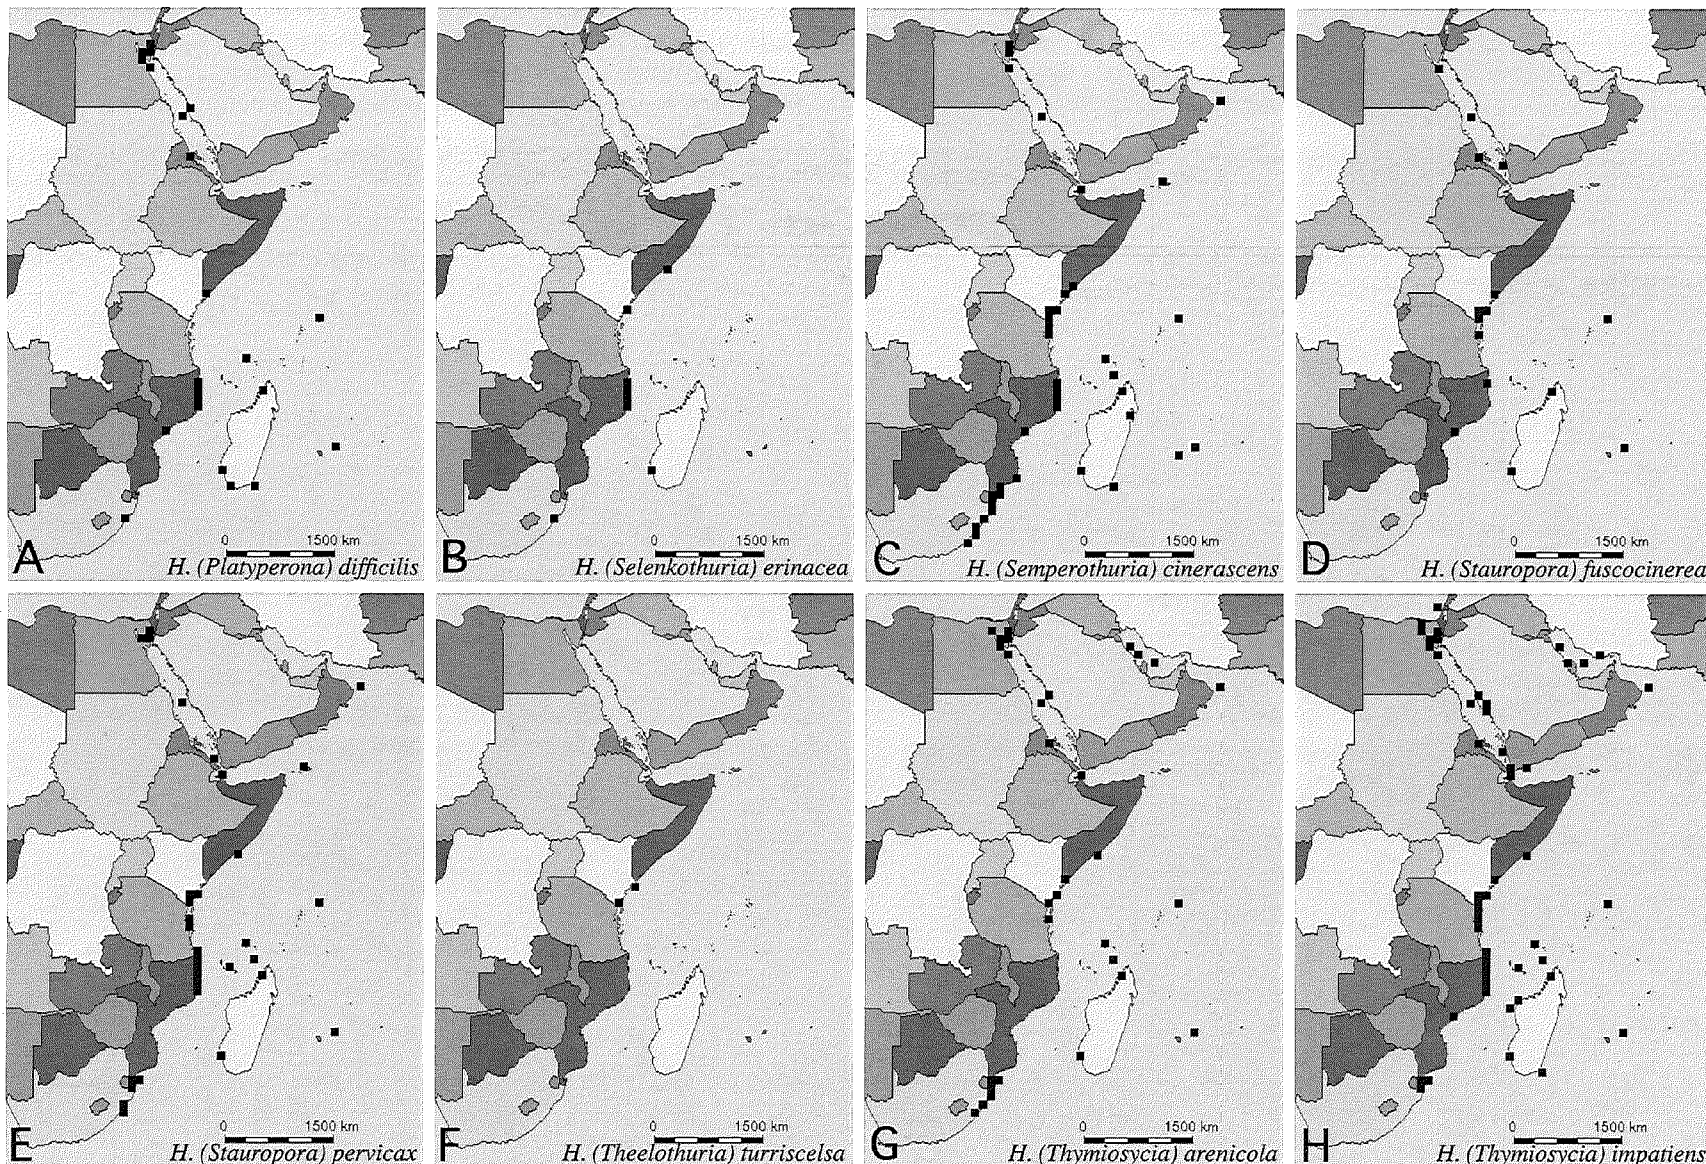 0 1500 km
A H. (Platyperona) difficilis
0 1500 km
B H. (Selenkothuria) erinacea
0 1500 km
C H. (Semperothuria) cinerascens
0 1500 km
D H. (Stauropora) fuscocinerea
0 1500 km
E H. (Stauropora) pervicax
0 1500 km
F H. (Theelothuria) turriscelsa
0 1500 km
G H. (Thymiosycia) arenicola
0 1500 km
H H. (Thymiosycia) impatiens